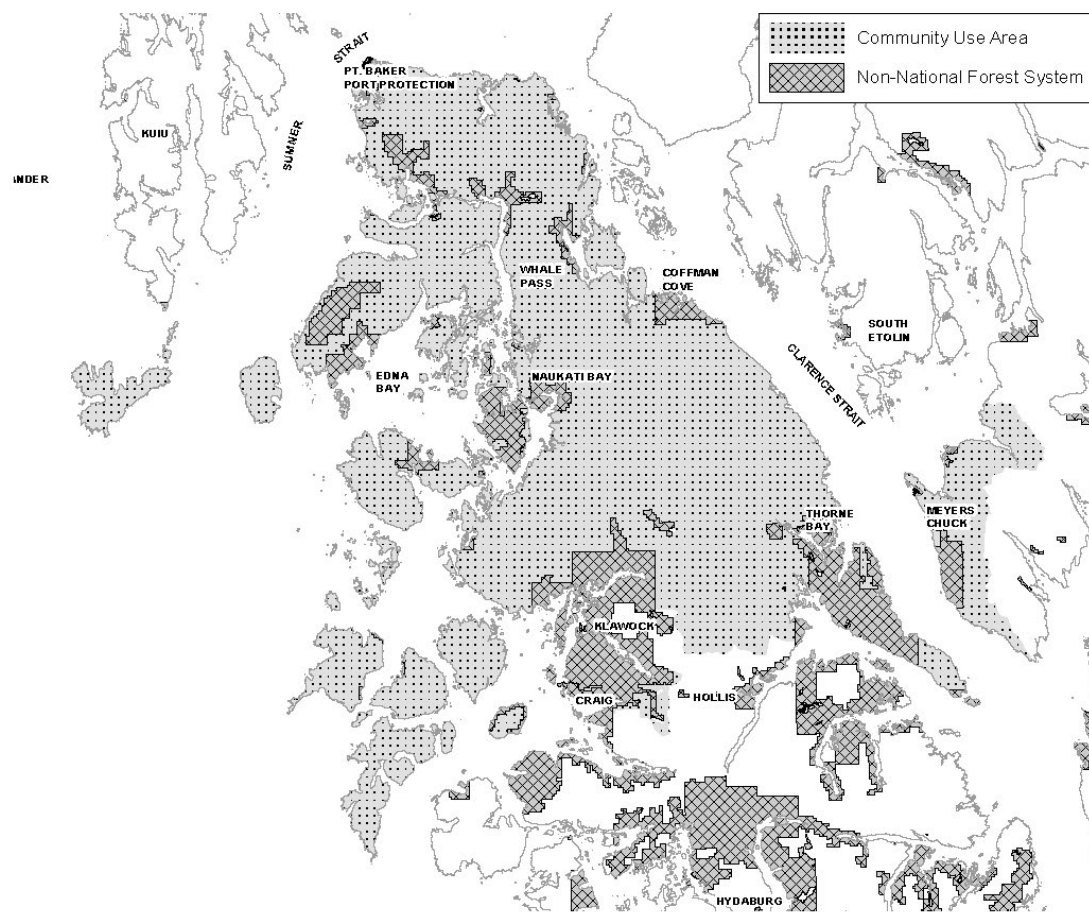 Community Use Area
Non-National Forest System
STRAIT
PT. BAKER
PORT PROTECTION
KUIU
SUMNER
NDER
WHALE
PASS
COFFMAN
COVE
SOUTH
ETOLIN
EDNA
BAY
NAUKATI BAY
CLARENCE STRAIT
THORNE
BAY
MEYERS
CHUCK
KLAWOCK
CRAIG
HOLLIS
HYDABURG